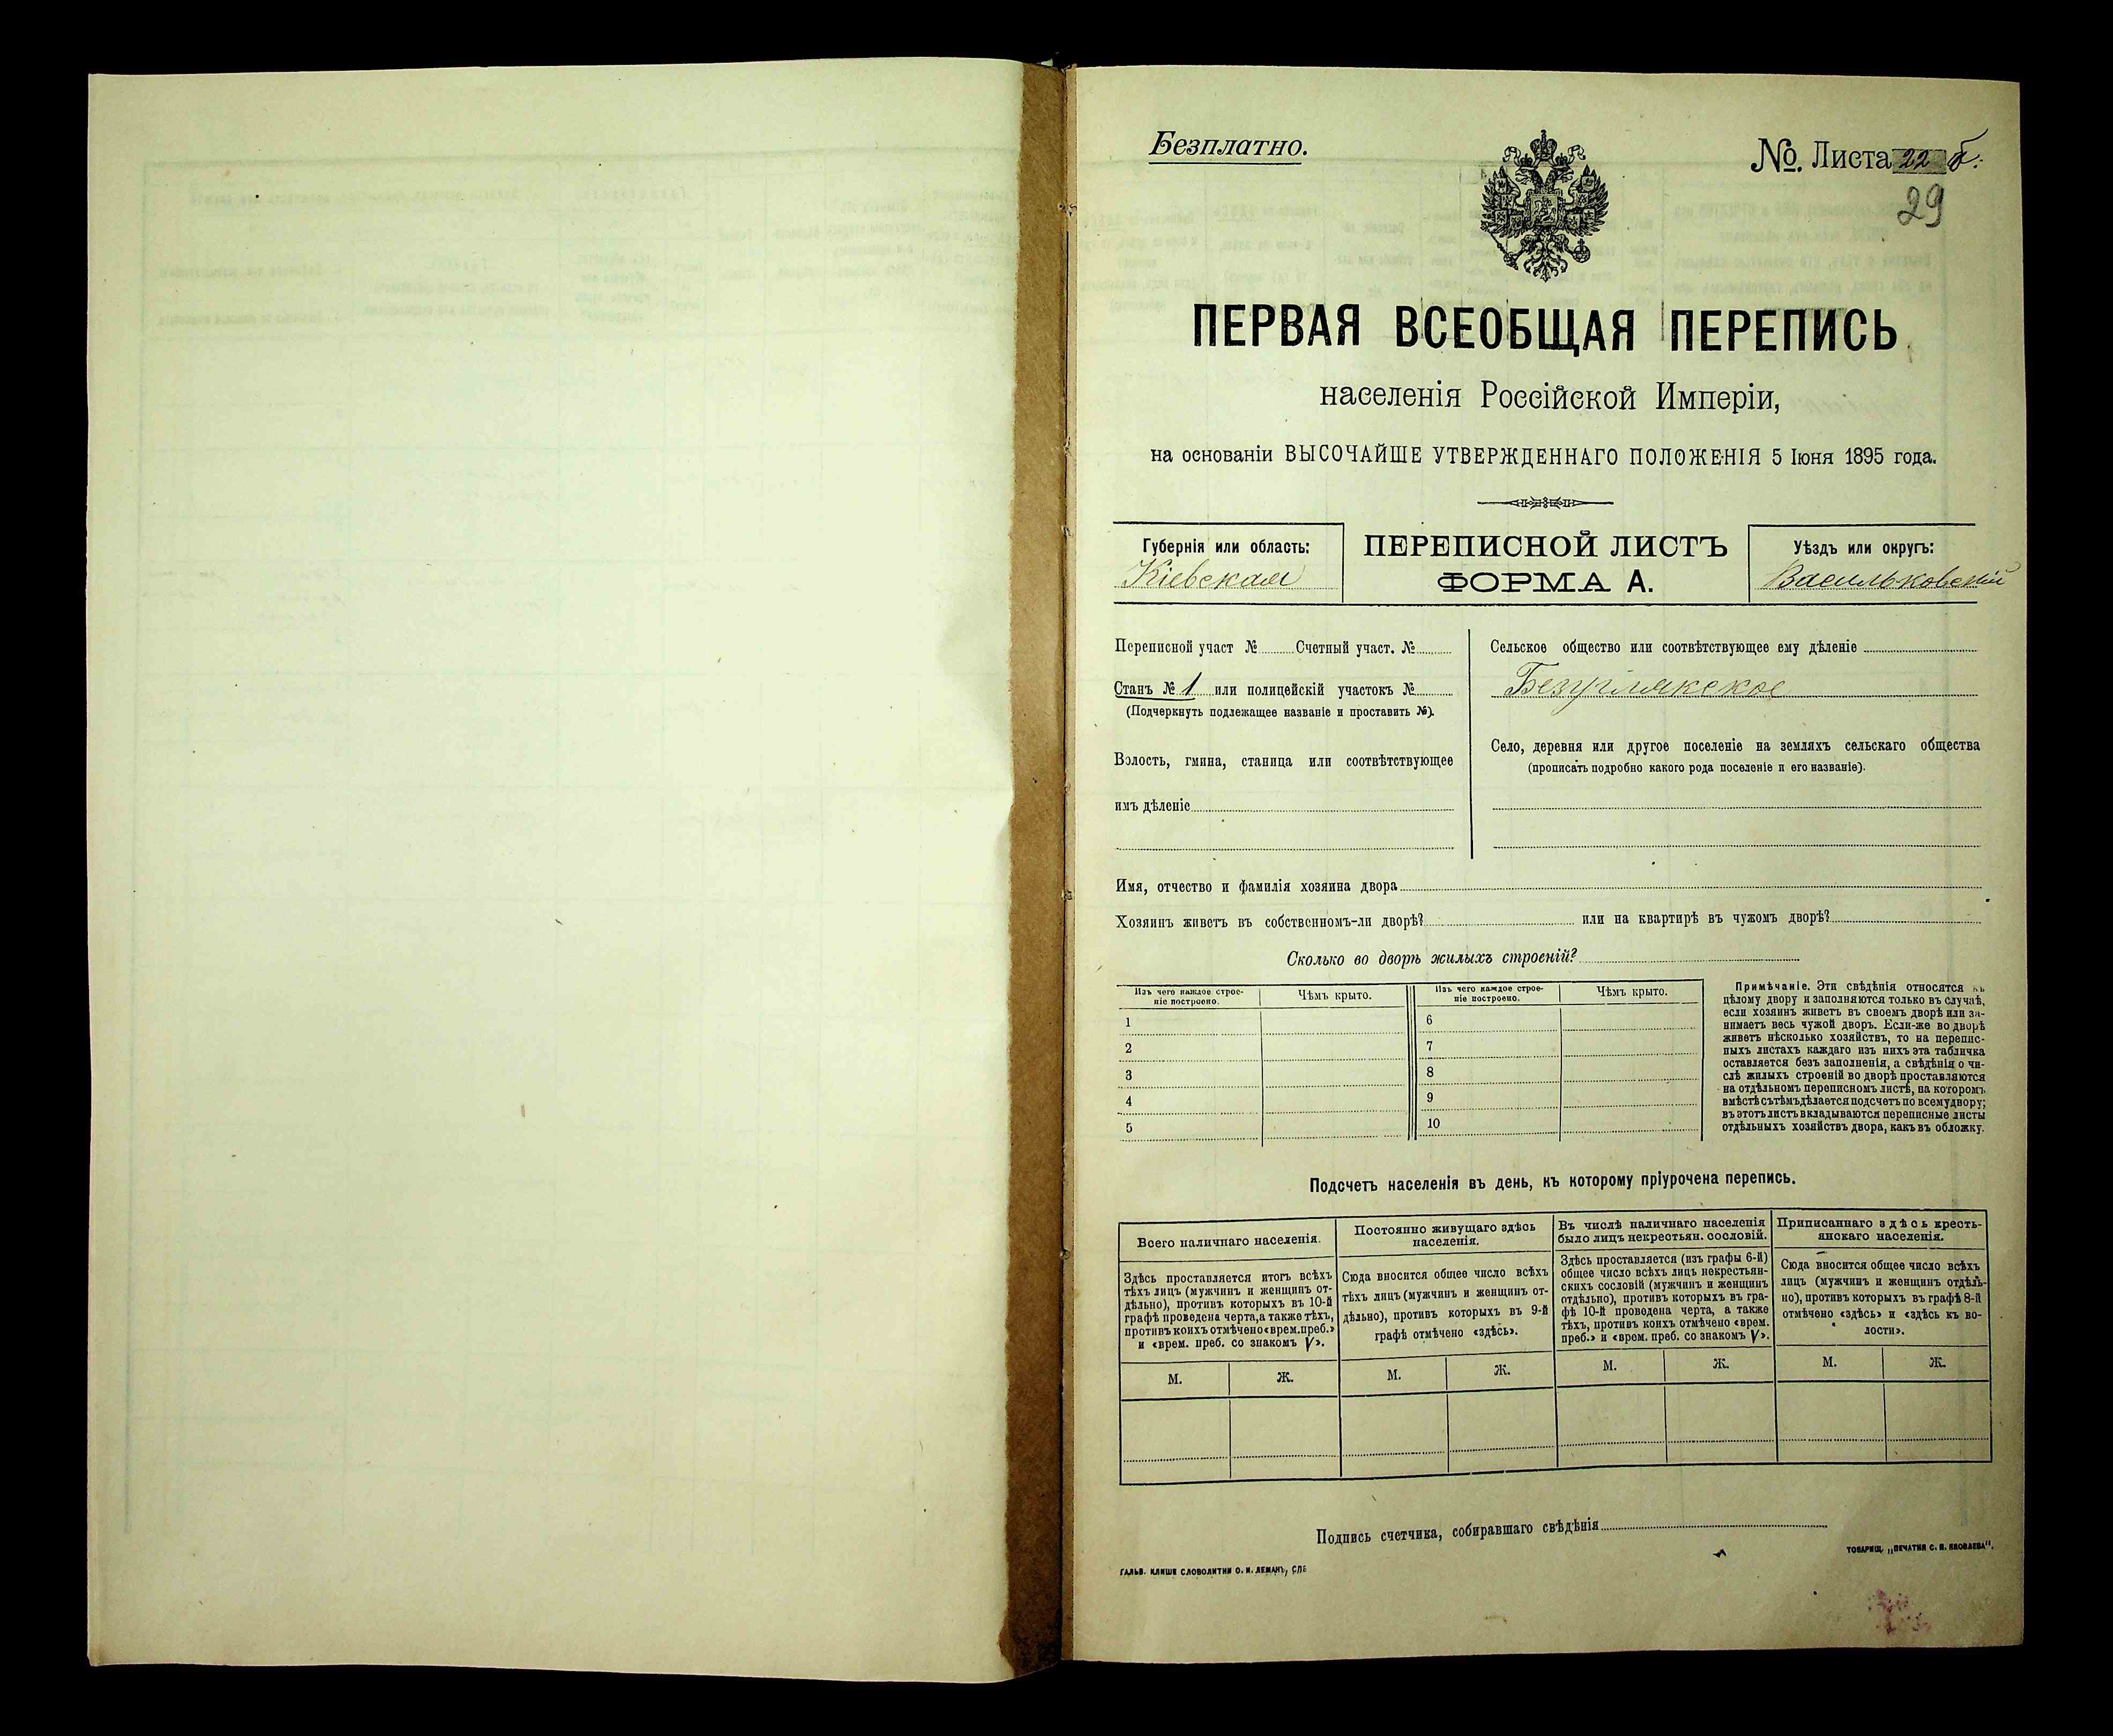 Безплатно.
№. Листа 22 б.
29
ПЕРВАЯ ВСЕОБЩАЯ ПЕРЕПИСЬ
населенія Россійской Имперіи,
на основаніи ВЫСОЧАЙШЕ УТВЕРЖДЕННАГО ПОЛОЖЕНІЯ 5 Іюня 1895 года.
Губернія или область:
Кіевская
ПЕРЕПИСНОЙ ЛИСТЪ
ФОРМА А.
Уѣздъ или округъ:
Васильковскій
Переписной участ № Счетный участ. №
Станъ № 1 или полицейскій участокъ №
(Подчеркнуть подлежащее названіе и проставить №).
Волость, гмина, станица или соотвѣтствующее
имъ дѣленіе
Сельское общество или соотвѣтствующее ему дѣленіе
Безуглякское
Село, деревня или другое поселеніе на земляхъ сельскаго общества
(прописать подробно какого рода поселеніе и его названіе).
Имя, отчество и фамилія хозяина двора
Хозяинъ живетъ въ собственномъ-ли дворѣ? или на квартирѣ въ чужомъ дворѣ?
Сколько во дворѣ жилыхъ строеній?
Изъ чего каждое строе-
ніе построено.
Чѣмъ крыто.
Изъ чего каждое строе-
ніе построено.
Чѣмъ крыто.
1
2
3
4
5
6
7
8
9
10
Примѣчаніе. Эти свѣдѣнія относятся къ
цѣлому двору и заполняются только въ случаѣ,
если хозяинъ живетъ въ своемъ дворѣ или за-
нимаетъ весь чужой дворъ. Если-же во дворѣ
живетъ нѣсколько хозяйствъ, то на перепис-
ныхъ листахъ каждаго изъ нихъ эта табличка
оставляется безъ заполненія, а свѣдѣнія о чи-
слѣ жилыхъ строеній во дворѣ проставляются
на отдѣльномъ переписномъ листѣ, на которомъ
вмѣстѣ съ тѣмъ дѣлается подсчетъ по всему двору;
въ этотъ листъ вкладываются переписные листы
отдѣльныхъ хозяйствъ двора, какъ въ обложку.
Подсчетъ населенія въ день, къ которому пріурочена перепись.
Всего наличнаго населенія.
Здѣсь проставляется итогъ всѣхъ
тѣхъ лицъ (мужчинъ и женщинъ от-
дѣльно), противъ которыхъ въ 10-й
графѣ проведена черта, а также тѣхъ,
противъ коихъ отмѣчено «врем. преб.»
и «врем. преб. со знакомъ V».
М. Ж.
Постоянно живущаго здѣсь
населенія.
Сюда вносится общее число всѣхъ
тѣхъ лицъ (мужчинъ и женщинъ от-
дѣльно), противъ которыхъ въ 9-й
графѣ отмѣчено «здѣсь».
М. Ж.
Въ числѣ наличнаго населенія
было лицъ некрестьян. сословій.
Здѣсь проставляется (изъ графы 6-й)
общее число всѣхъ лицъ некрестьян-
скихъ сословій (мужчинъ и женщинъ
отдѣльно), противъ которыхъ въ гра-
фѣ 10-й проведена черта, а также
тѣхъ, противъ коихъ отмѣчено «врем.
преб.» и «врем. преб. со знакомъ V».
М. Ж.
Приписаннаго здѣсь кресть-
янскаго населенія.
Сюда вносится общее число всѣхъ
лицъ (мужчинъ и женщинъ отдѣль-
но), противъ которыхъ въ графѣ 8-й
отмѣчено «здѣсь» и «здѣсь къ во-
лости».
М. Ж.
Подпись счетчика, собиравшаго свѣдѣнія
ГАЛЬВ. КЛИШЕ СЛОВОЛИТНИ О. И. ЛЕМАНЪ, СПБ
ТОВАРИЩ. „ПЕЧАТНЯ С. П. ЯКОВЛЕВА“.